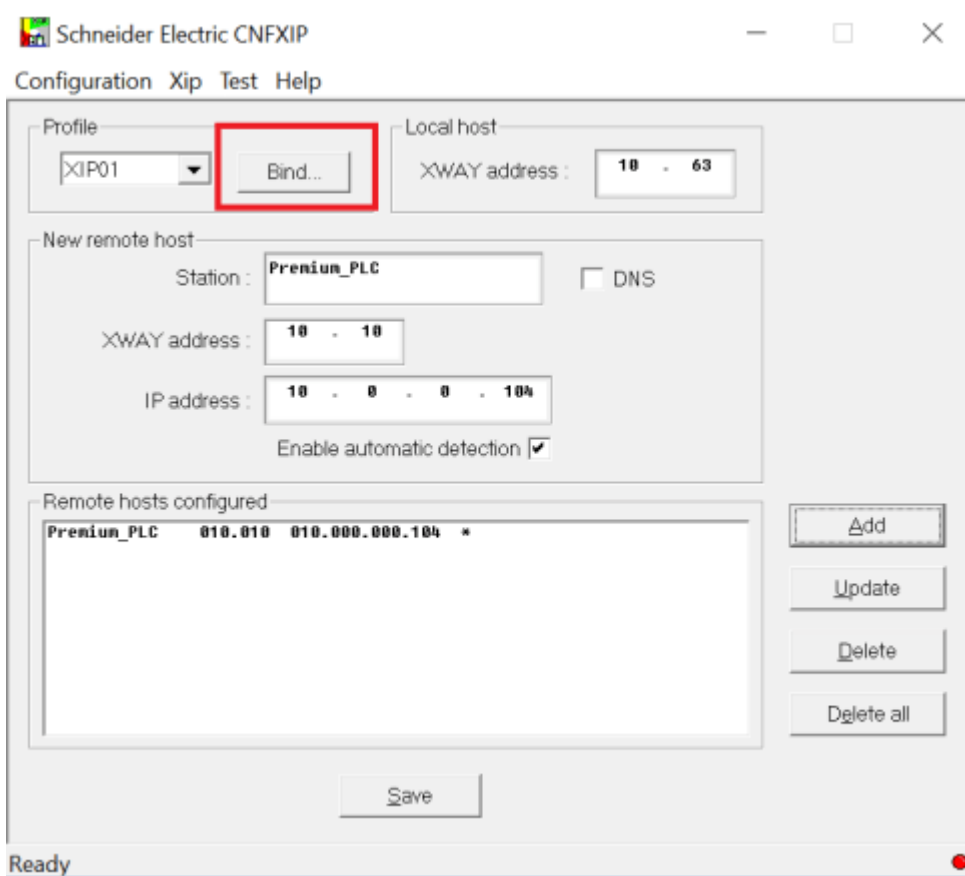 Schneider Electric CNFXIP
Configuration Xip Test Help
Profile
XIP01
Bind...
Local host
XWAY address : 10 . 63
New remote host
Station : Premium_PLC
DNS
XWAY address : 10 . 10
IP address : 10 . 0 . 0 . 104
Enable automatic detection
Remote hosts configured
Premium_PLC 010.010 010.000.000.104 *
Add
Update
Delete
Delete all
Save
Ready